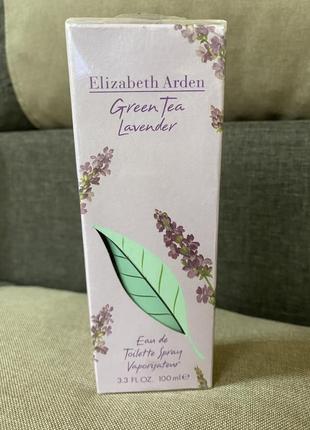 Elizabeth Arden
Green Tea
Lavender
Eau de
Toilette Spray
Vaporisateur
3.3 FL. OZ. 100 ml ℮